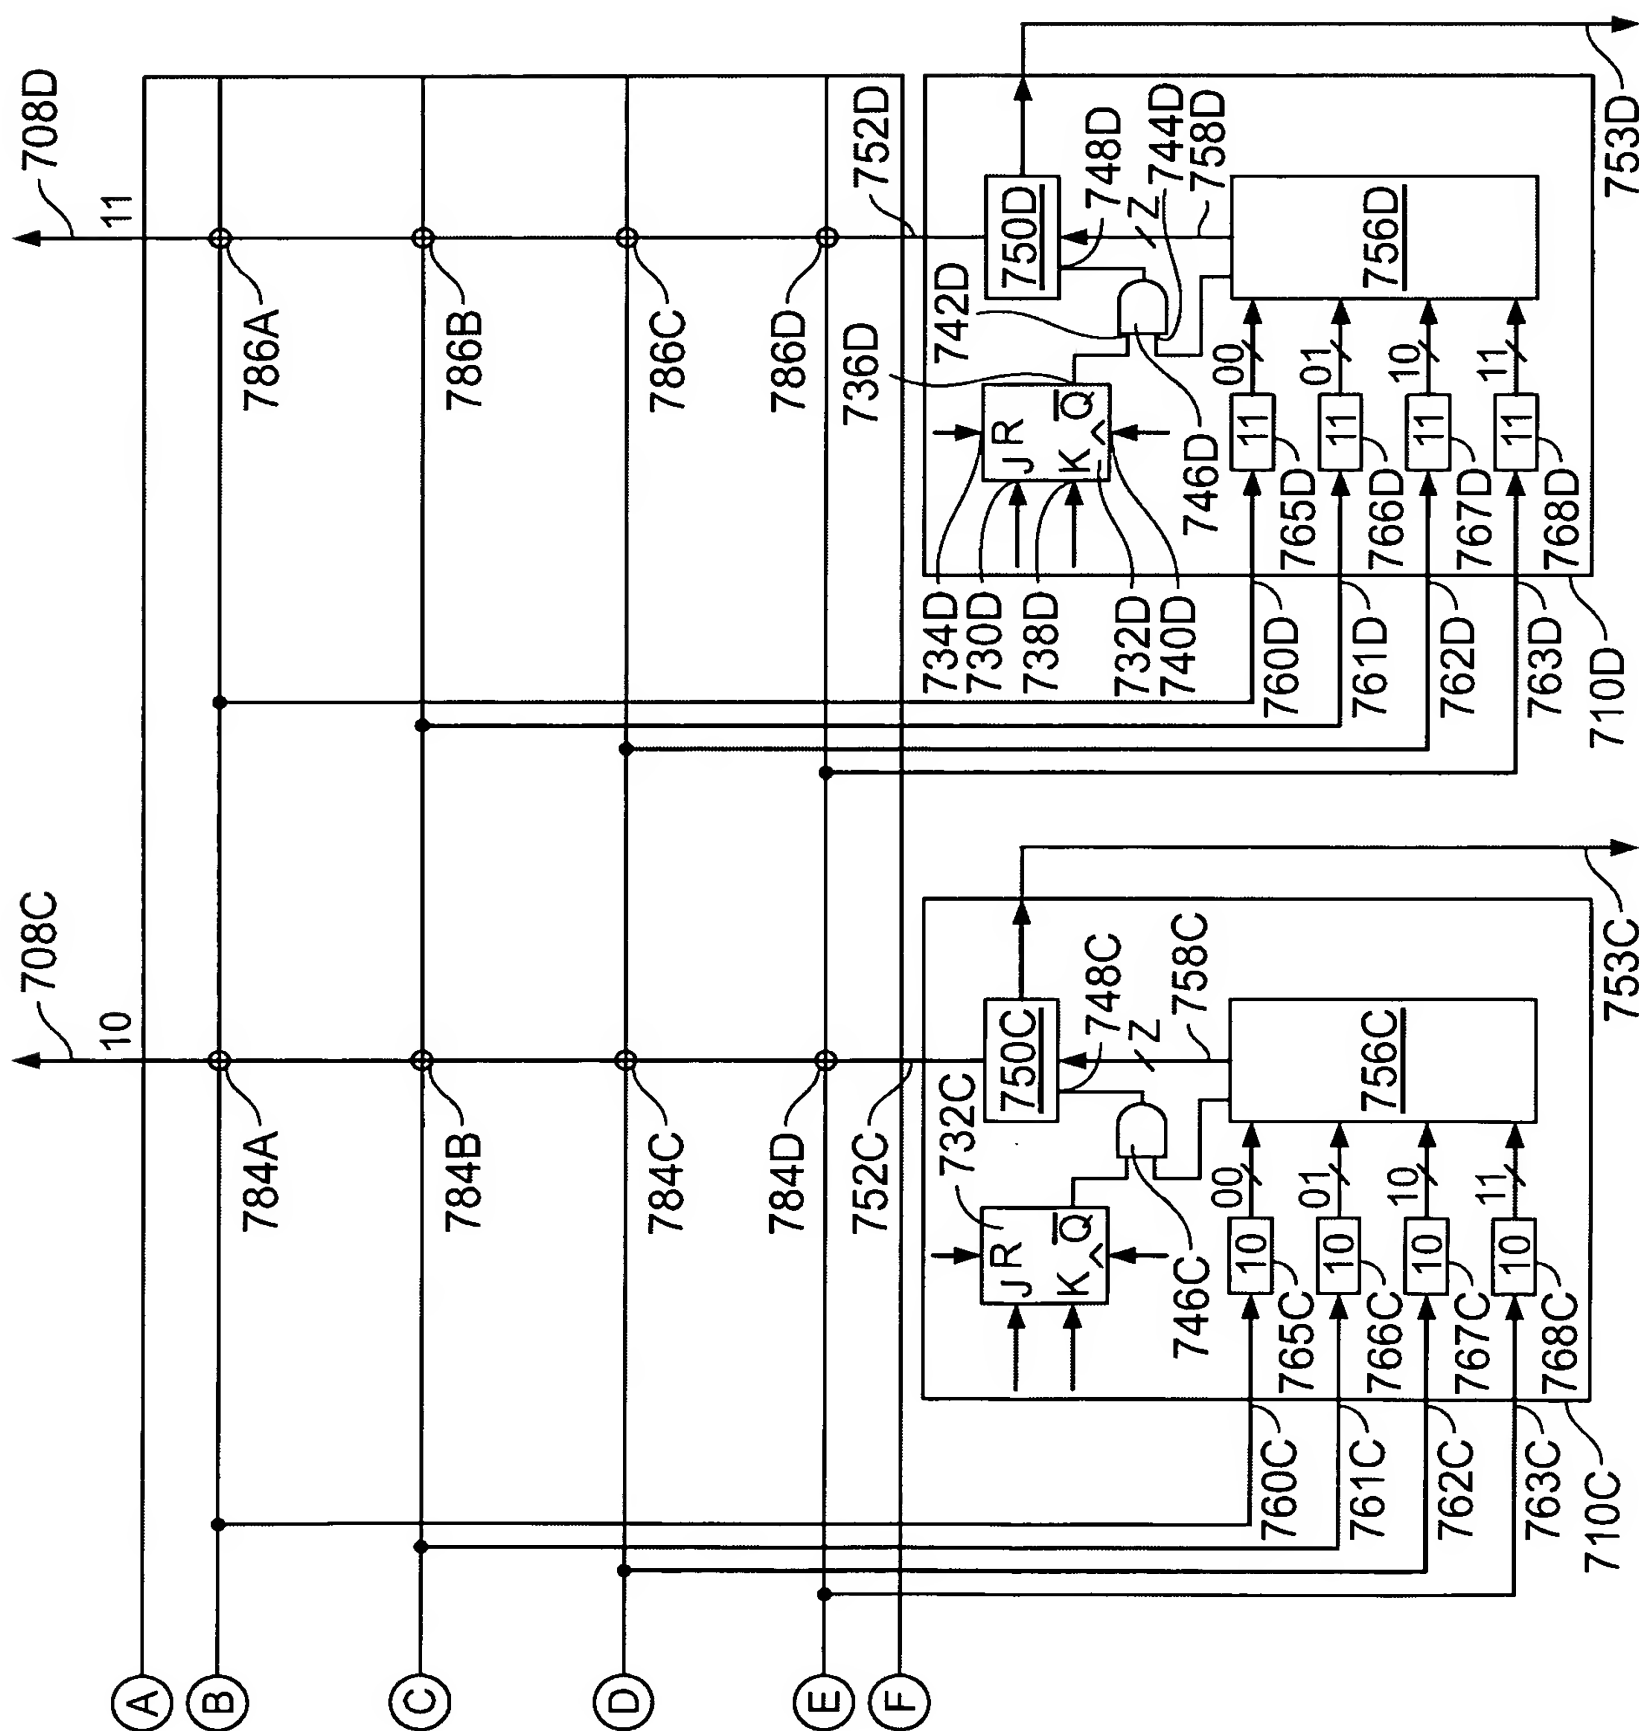 708C
708D
10
11
A
B
C
D
E
F
784A
784B
784C
784D
752C
786A
786B
786C
786D
752D
732C
J
R
K
Q̅
746C
750C
748C
Z
758C
756C
00
01
10
11
10
10
10
10
765C
766C
767C
768C
760C
761C
762C
763C
710C
753C
734D
730D
738D
732D
740D
736D
742D
J
R
K
Q̅
746D
750D
748D
Z
744D
758D
756D
00
01
10
11
11
11
11
11
765D
766D
767D
768D
760D
761D
762D
763D
710D
753D